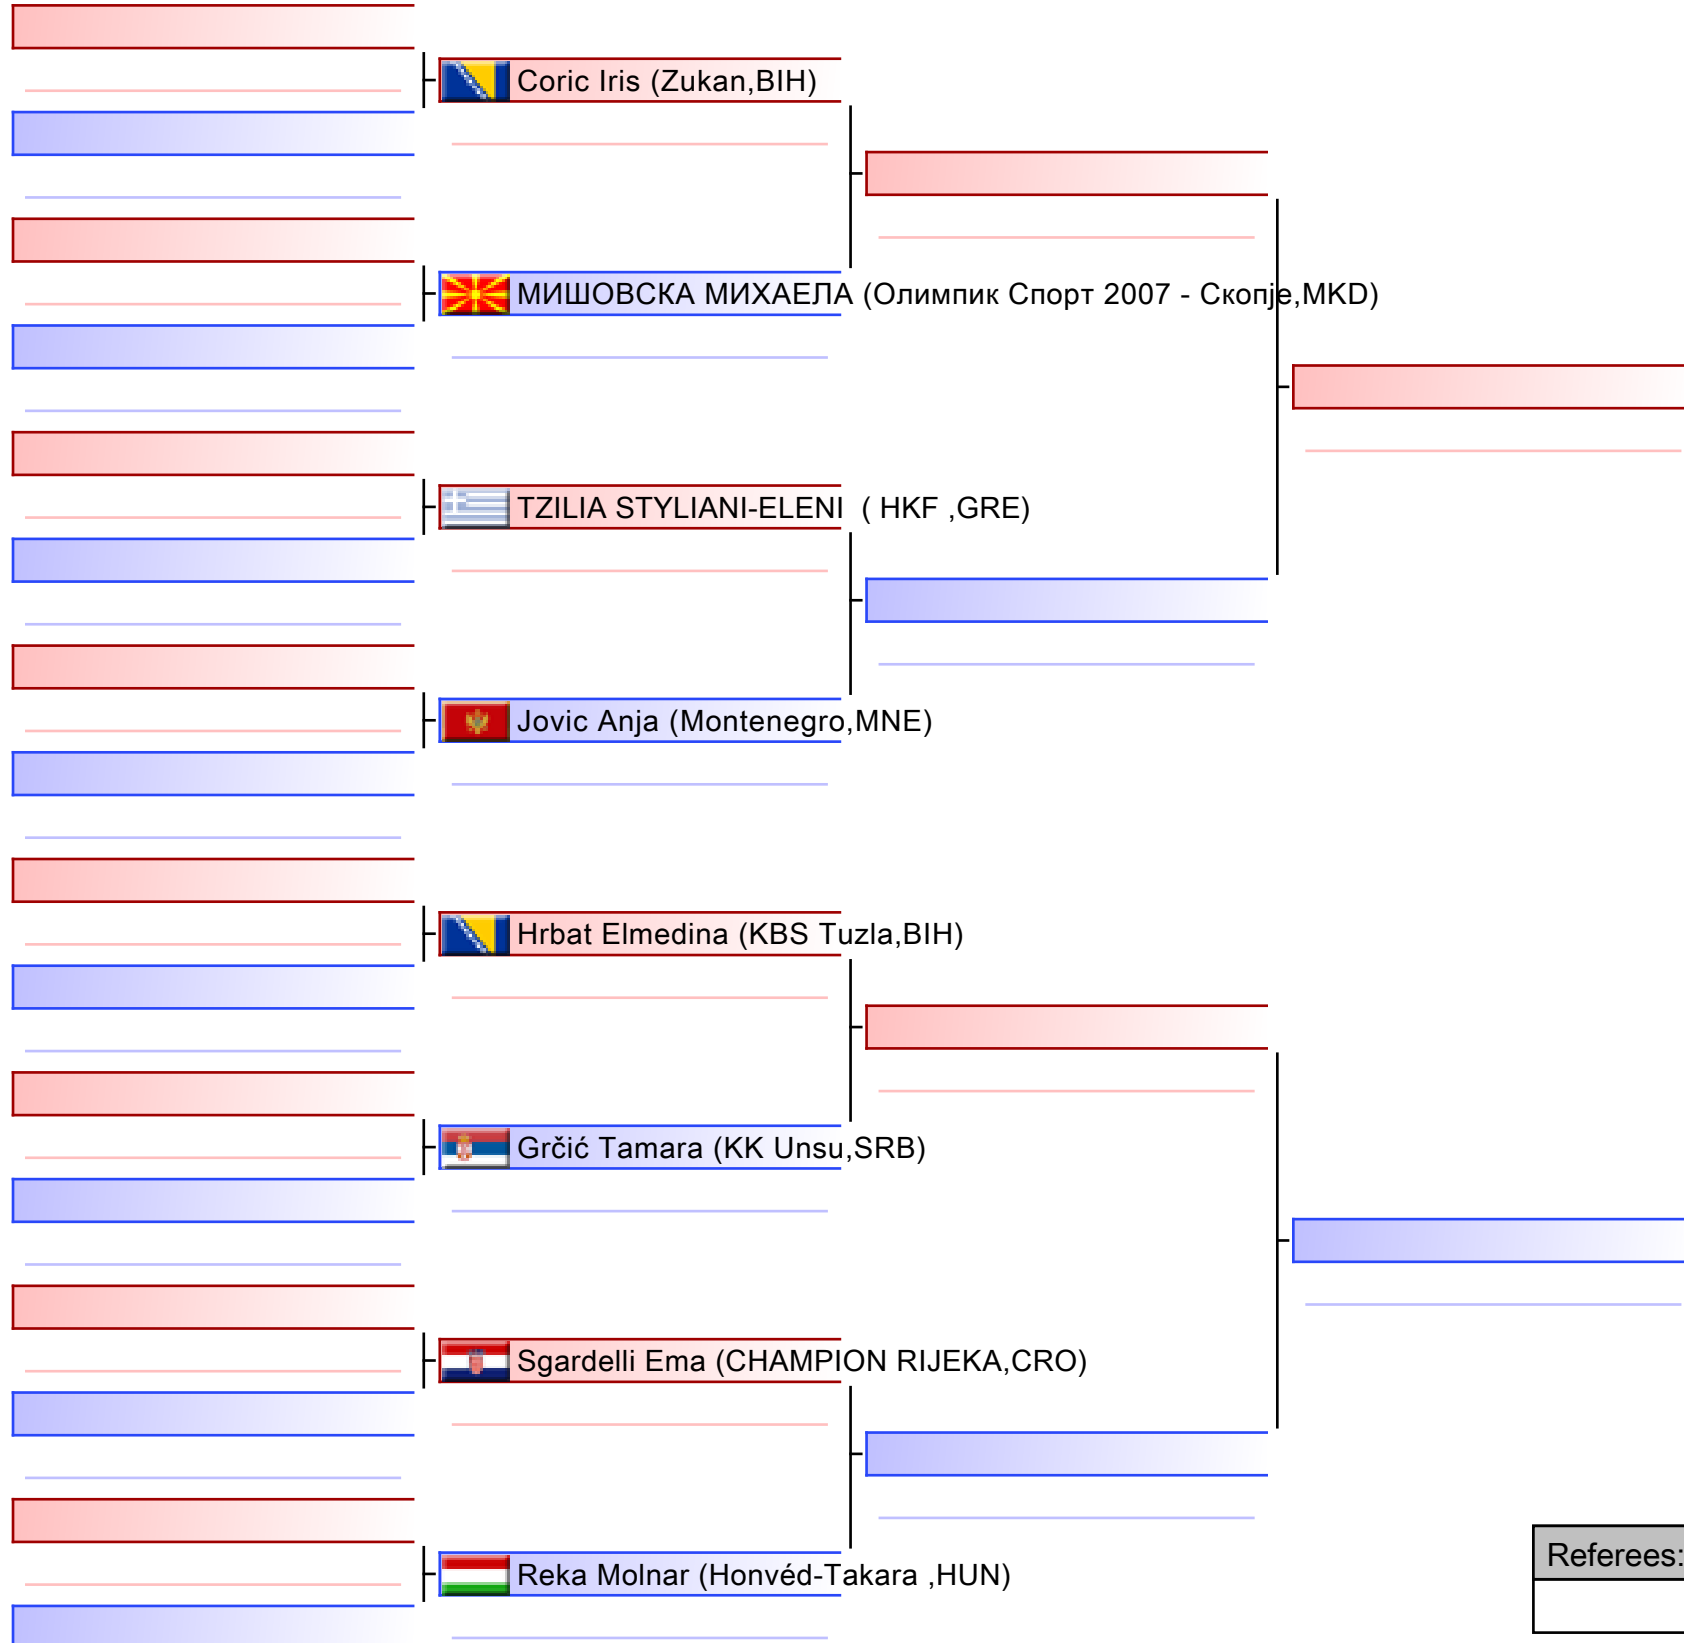 Coric Iris (Zukan,BIH)
МИШОВСКА МИХАЕЛА (Олимпик Спорт 2007 - Скопје,MKD)
TZILIA STYLIANI-ELENI  ( HKF ,GRE)
Jovic Anja (Montenegro,MNE)
Hrbat Elmedina (KBS Tuzla,BIH)
Grčić Tamara (KK Unsu,SRB)
Sgardelli Ema (CHAMPION RIJEKA,CRO)
Reka Molnar (Honvéd-Takara ,HUN)
Referees: